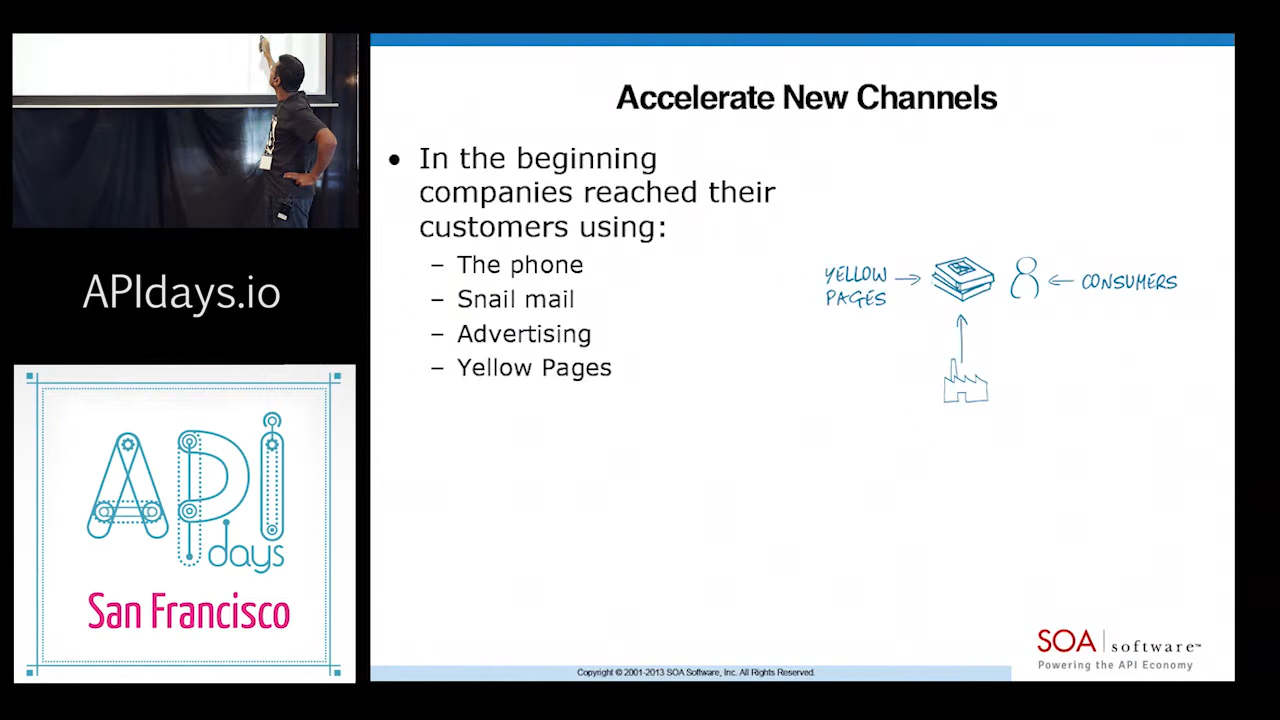 APIdays.io
API
days
San Francisco
Accelerate New Channels
• In the beginning
companies reached their
customers using:
– The phone
– Snail mail
– Advertising
– Yellow Pages
YELLOW
PAGES
CONSUMERS
SOA software™
Powering the API Economy
Copyright © 2001-2013 SOA Software, Inc. All Rights Reserved.